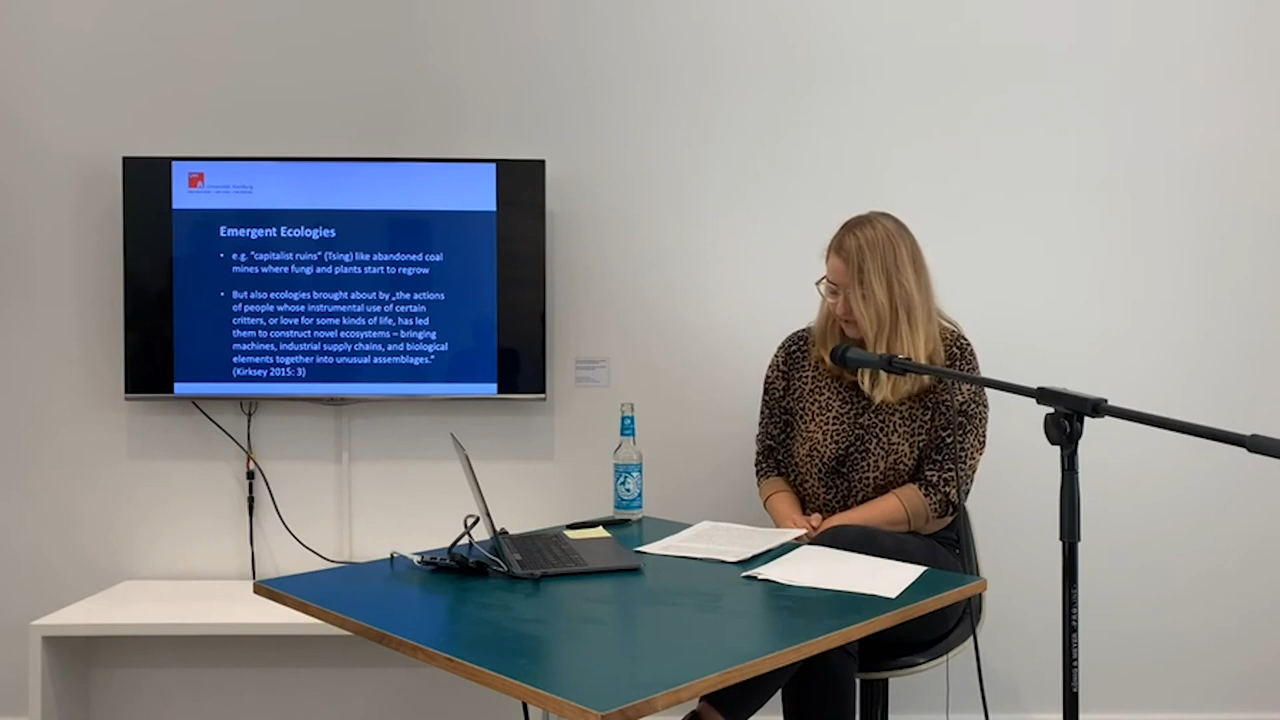 Emergent Ecologies
• e.g. "capitalist ruins" (Tsing) like abandoned coal
mines where fungi and plants start to regrow
• But also ecologies brought about by „the actions
of people whose instrumental use of certain
critters, or love for some kinds of life, has led
them to construct novel ecosystems – bringing
machines, industrial supply chains, and biological
elements together into unusual assemblages."
(Kirksey 2015: 3)
KÖNIG & MEYER